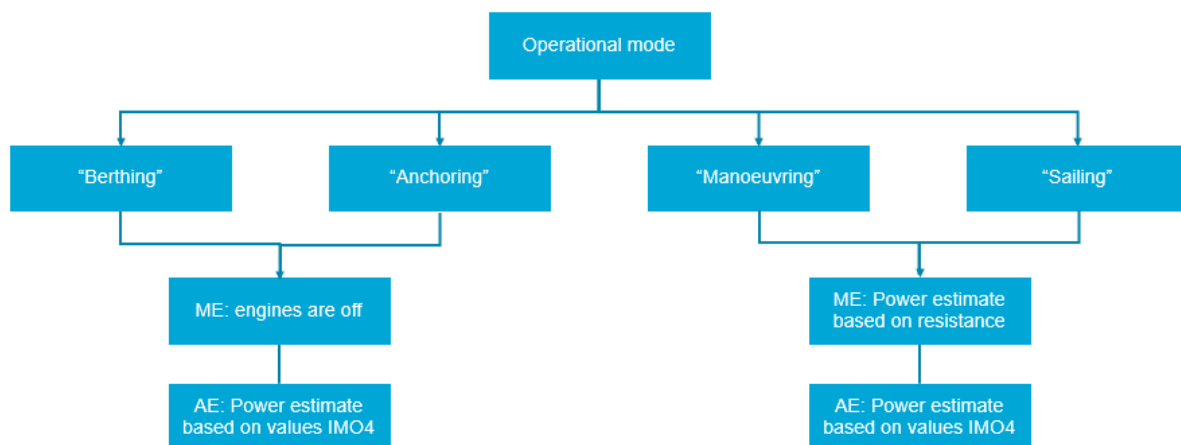 Operational mode
“Berthing”
“Anchoring”
“Manoeuvring”
“Sailing”
ME: engines are off
ME: Power estimate
based on resistance
AE: Power estimate
based on values IMO4
AE: Power estimate
based on values IMO4